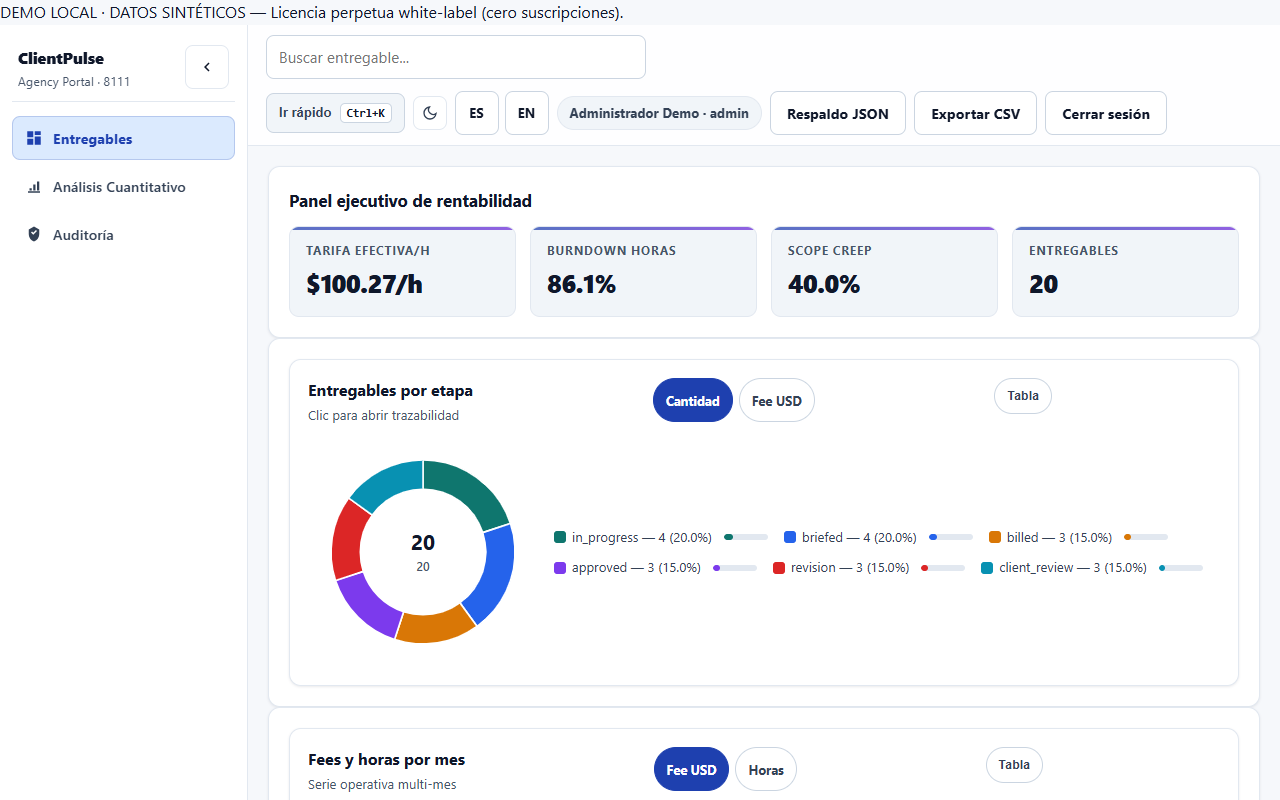 DEMO LOCAL · DATOS SINTÉTICOS — Licencia perpetua white-label (cero suscripciones).
ClientPulse
Agency Portal · 8111
Entregables
Análisis Cuantitativo
Auditoría
Buscar entregable...
Ir rápido Ctrl+K ES EN Administrador Demo · admin Respaldo JSON Exportar CSV Cerrar sesión
Panel ejecutivo de rentabilidad
TARIFA EFECTIVA/H
$100.27/h
BURNDOWN HORAS
86.1%
SCOPE CREEP
40.0%
ENTREGABLES
20
Entregables por etapa
Clic para abrir trazabilidad
Cantidad Fee USD Tabla
20
20
in_progress — 4 (20.0%) briefed — 4 (20.0%) billed — 3 (15.0%)
approved — 3 (15.0%) revision — 3 (15.0%) client_review — 3 (15.0%)
Fees y horas por mes
Serie operativa multi-mes
Fee USD Horas Tabla